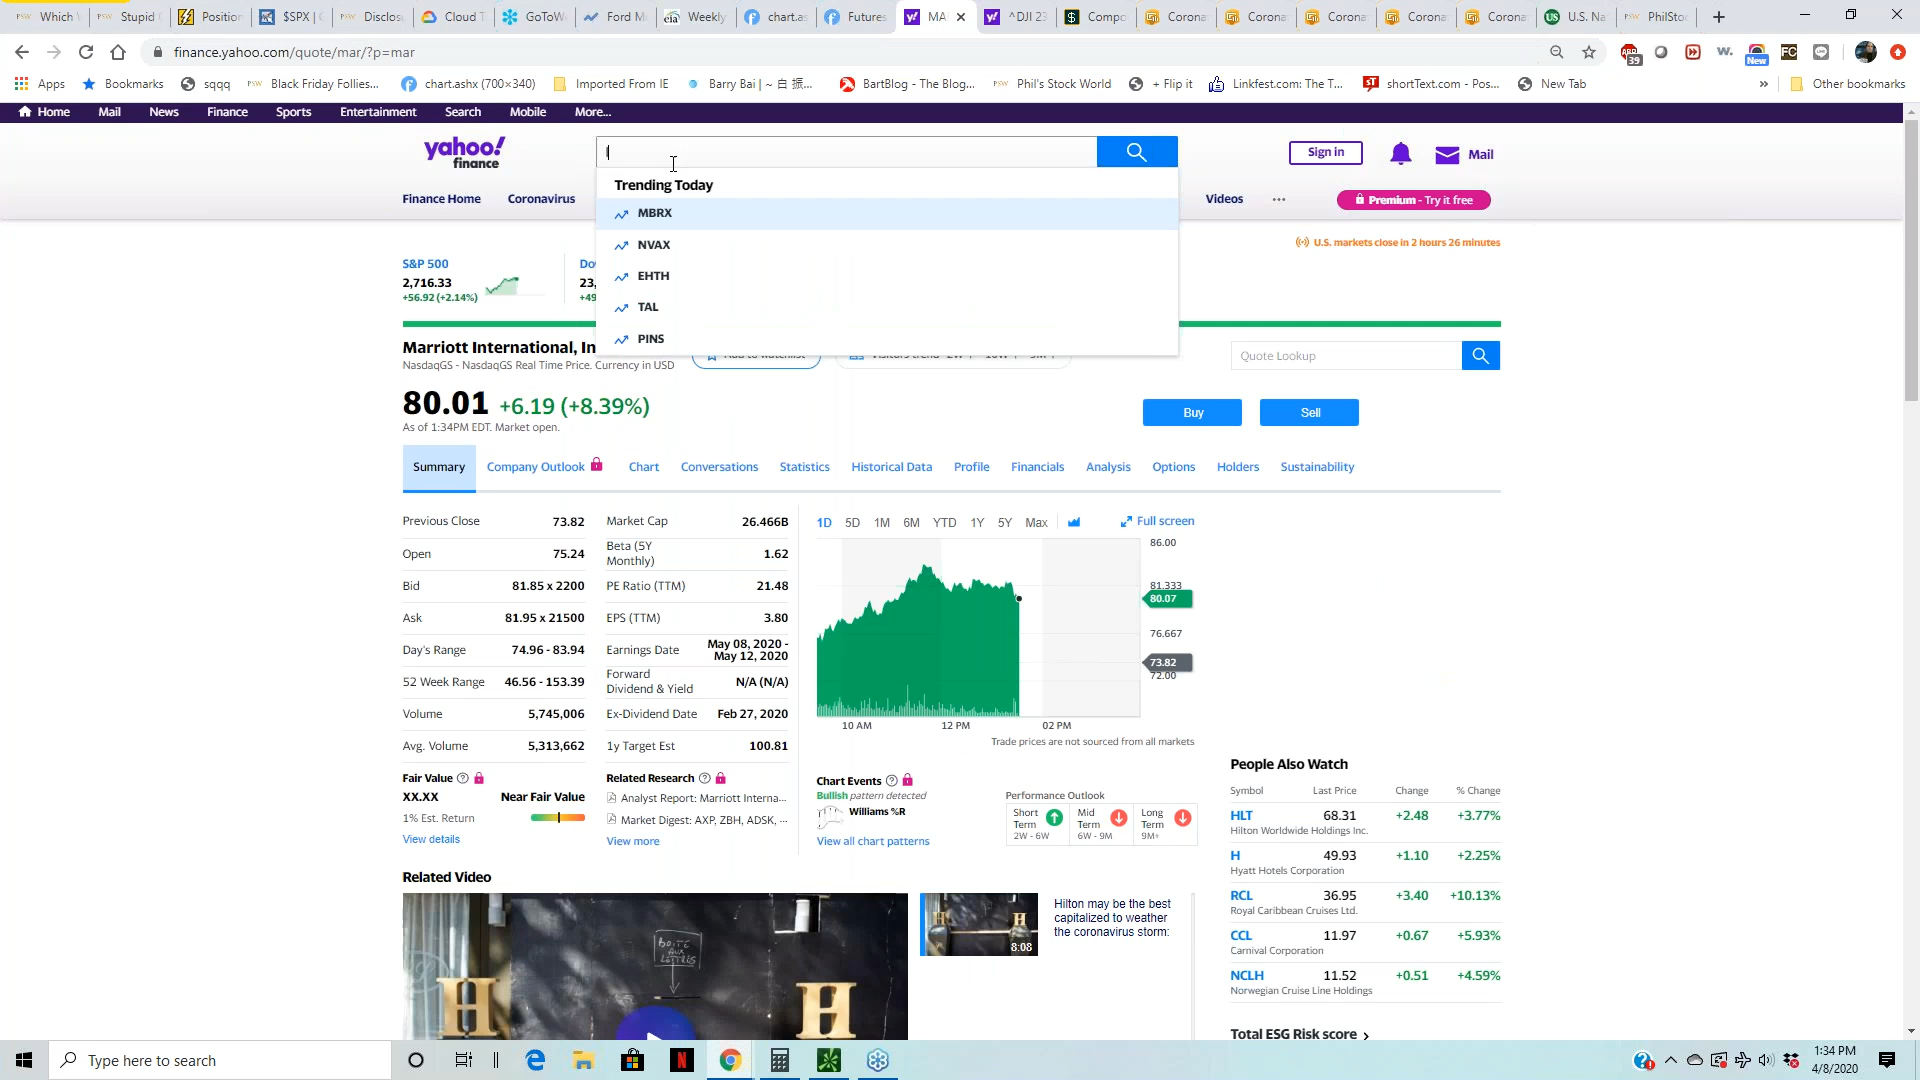 Which
Stupid
Position
$SPX | 
Disclos
Cloud T
GoToW
Ford M
Weekly
chart.as
Futures
MA
^DJI 23
Compo
Corona
Corona
Corona
Corona
Corona
U.S. Na
PhilStoc
finance.yahoo.com/quote/mar/?p=mar
Apps
Bookmarks
sqqq
Black Friday Follies...
chart.ashx (700×340)
Imported From IE
Barry Bai | ~ 白 振...
BartBlog - The Blog...
Phil's Stock World
+ Flip it
Linkfest.com: The T...
shortText.com - Pos...
New Tab
Other bookmarks
Home Mail News Finance Sports Entertainment Search Mobile More...
yahoo! finance
Sign in
Mail
Trending Today
MBRX
NVAX
EHTH
TAL
PINS
Finance Home Coronavirus Videos ...
Premium - Try it free
U.S. markets close in 2 hours 26 minutes
S&P 500
2,716.33
+56.92 (+2.14%)
Do
23,
+49
Marriott International, In
NasdaqGS - NasdaqGS Real Time Price. Currency in USD
Quote Lookup
80.01 +6.19 (+8.39%)
As of 1:34PM EDT. Market open.
Buy
Sell
Summary Company Outlook Chart Conversations Statistics Historical Data Profile Financials Analysis Options Holders Sustainability
Previous Close 73.82
Open 75.24
Bid 81.85 x 2200
Ask 81.95 x 21500
Day's Range 74.96 - 83.94
52 Week Range 46.56 - 153.39
Volume 5,745,006
Avg. Volume 5,313,662
Market Cap 26.466B
Beta (5Y Monthly) 1.62
PE Ratio (TTM) 21.48
EPS (TTM) 3.80
Earnings Date May 08, 2020 - May 12, 2020
Forward Dividend & Yield N/A (N/A)
Ex-Dividend Date Feb 27, 2020
1y Target Est 100.81
1D 5D 1M 6M YTD 1Y 5Y Max
Full screen
86.00
81.333
80.07
76.667
73.82
72.00
10 AM 12 PM 02 PM
Trade prices are not sourced from all markets
Fair Value
XX.XX Near Fair Value
1% Est. Return
View details
Related Research
Analyst Report: Marriott Interna...
Market Digest: AXP, ZBH, ADSK, ...
View more
Chart Events
Bullish pattern detected
Williams %R
View all chart patterns
Performance Outlook
Short Term 2W - 6W
Mid Term 6W - 9M
Long Term 9M+
People Also Watch
Symbol Last Price Change % Change
HLT 68.31 +2.48 +3.77%
Hilton Worldwide Holdings Inc.
H 49.93 +1.10 +2.25%
Hyatt Hotels Corporation
RCL 36.95 +3.40 +10.13%
Royal Caribbean Cruises Ltd.
CCL 11.97 +0.67 +5.93%
Carnival Corporation
NCLH 11.52 +0.51 +4.59%
Norwegian Cruise Line Holdings
Total ESG Risk score
Related Video
BOITE
AUX
LETTRES
H
H
8:08
Hilton may be the best
capitalized to weather
the coronavirus storm:
Type here to search
1:34 PM
4/8/2020